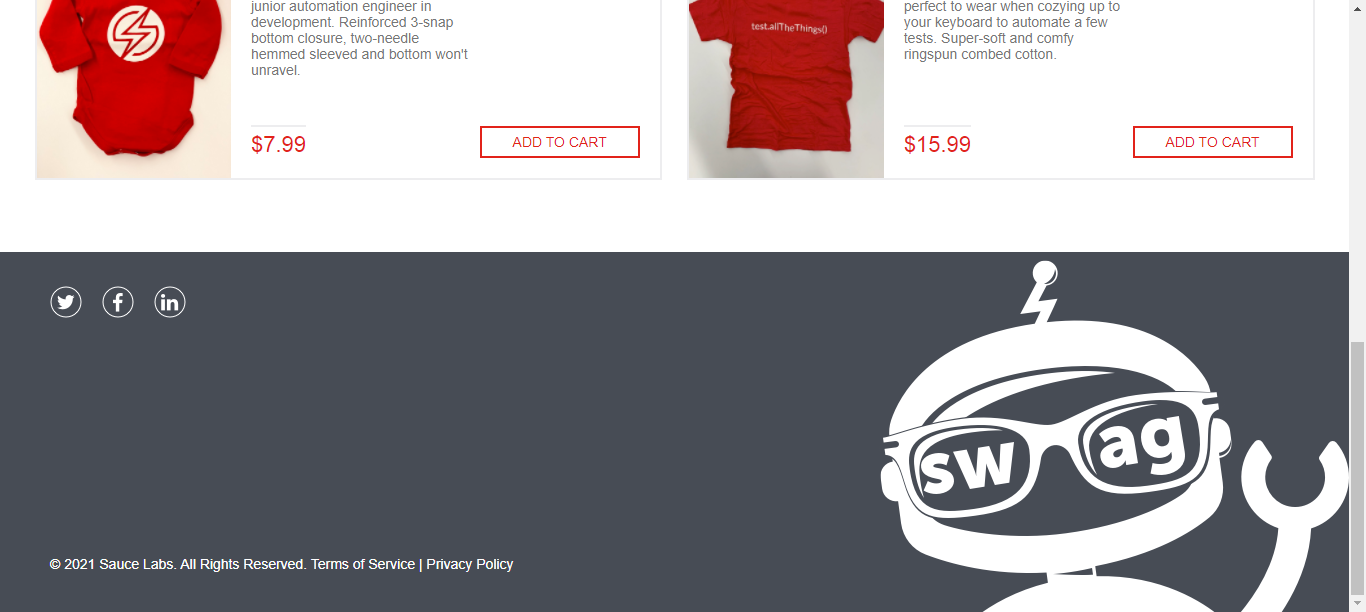 junior automation engineer in
development. Reinforced 3-snap
bottom closure, two-needle
hemmed sleeved and bottom won't
unravel.
$7.99
ADD TO CART
test.allTheThings()
perfect to wear when cozying up to
your keyboard to automate a few
tests. Super-soft and comfy
ringspun combed cotton.
$15.99
ADD TO CART
swag
© 2021 Sauce Labs. All Rights Reserved. Terms of Service | Privacy Policy